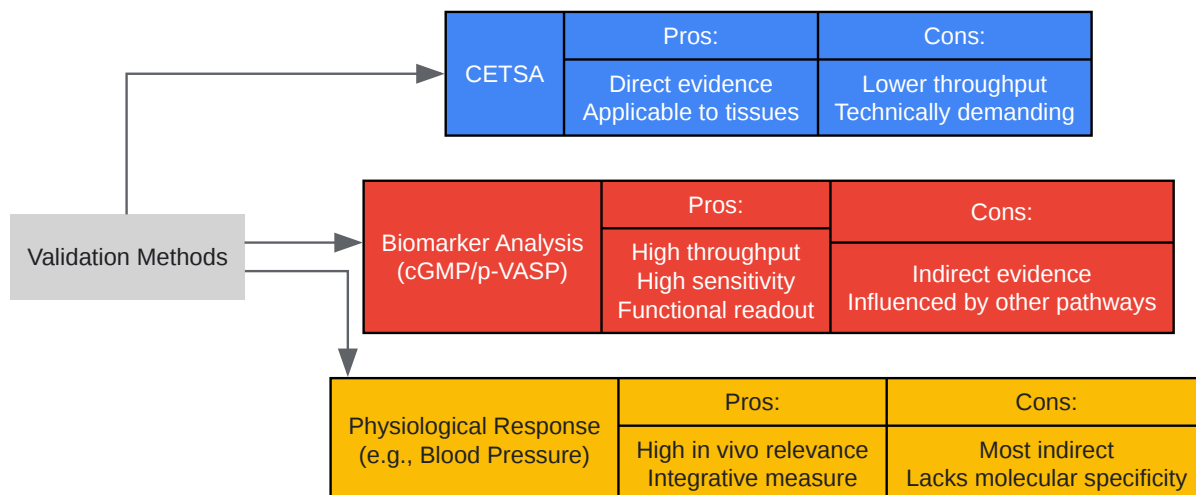 Validation Methods
CETSA
Pros:
Direct evidence
Applicable to tissues
Cons:
Lower throughput
Technically demanding
Biomarker Analysis
(cGMP/p-VASP)
Pros:
High throughput
High sensitivity
Functional readout
Cons:
Indirect evidence
Influenced by other pathways
Physiological Response
(e.g., Blood Pressure)
Pros:
High in vivo relevance
Integrative measure
Cons:
Most indirect
Lacks molecular specificity